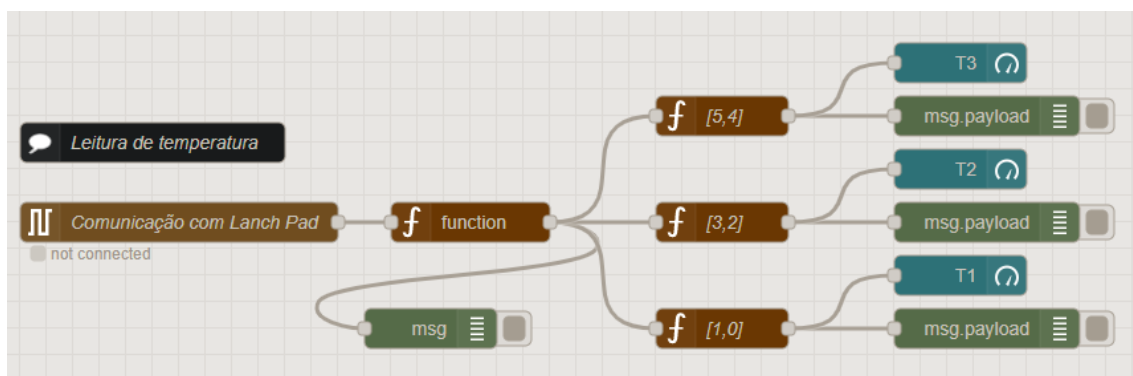 T3
[5,4]
msg.payload
Leitura de temperatura
T2
Comunicação com Lanch Pad
function
[3,2]
msg.payload
not connected
T1
msg
[1,0]
msg.payload